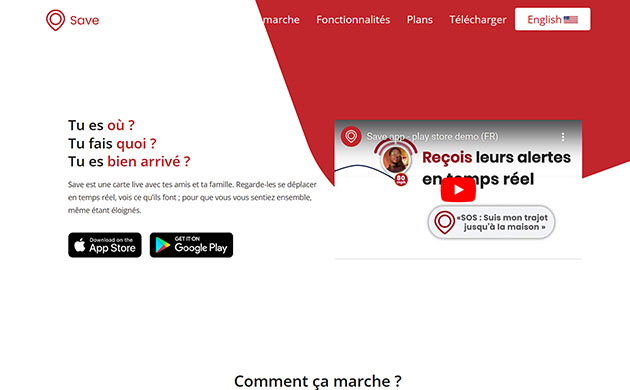 Save
marche Fonctionnalités Plans Télécharger English
Tu es où ?
Tu fais quoi ?
Tu es bien arrivé ?
Save est une carte live avec tes amis et ta famille. Regarde-les se déplacer
en temps réel, vois ce qu'ils font ; pour que vous vous sentiez ensemble,
même étant éloignés.
Download on the
App Store
GET IT ON
Google Play
Save app - play store demo (FR)
Reçois leurs alertes
en temps réel
80
«SOS : Suis mon trajet
jusqu'à la maison »
Comment ça marche ?